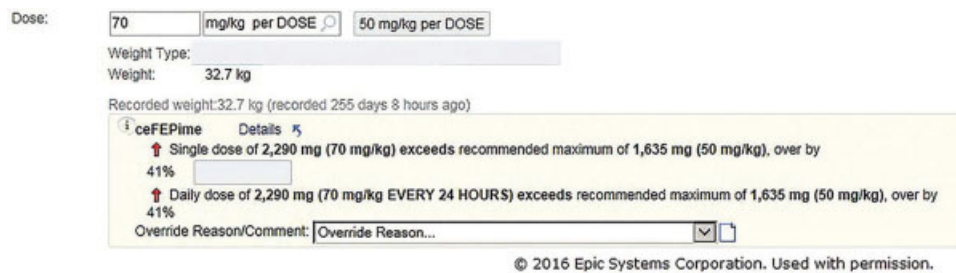 Dose: 70 mg/kg per DOSE 50 mg/kg per DOSE
Weight Type:
Weight: 32.7 kg
Recorded weight:32.7 kg (recorded 255 days 8 hours ago)
ceFEPime Details
Single dose of 2,290 mg (70 mg/kg) exceeds recommended maximum of 1,635 mg (50 mg/kg), over by
41%
Daily dose of 2,290 mg (70 mg/kg EVERY 24 HOURS) exceeds recommended maximum of 1,635 mg (50 mg/kg), over by
41%
Override Reason/Comment: Override Reason...
© 2016 Epic Systems Corporation. Used with permission.